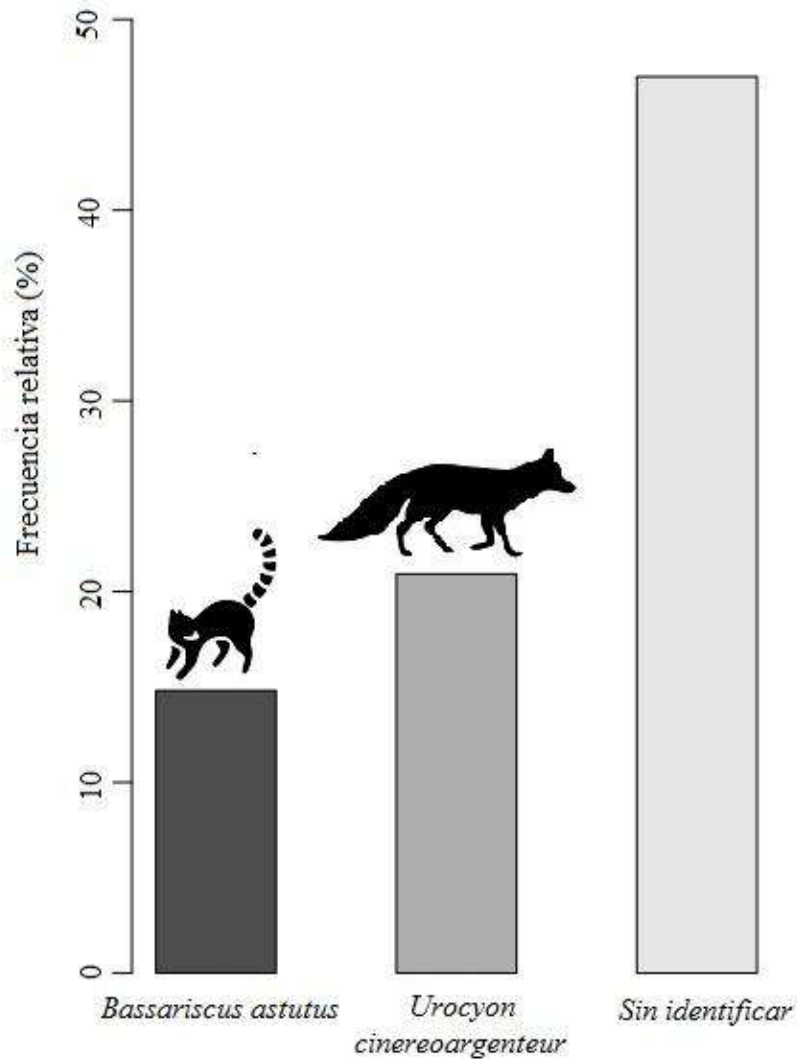 Frecuencia relativa (%)
50
40
30
20
10
0
Bassariscus astutus
Urocyon
cinereoargenteur
Sin identificar